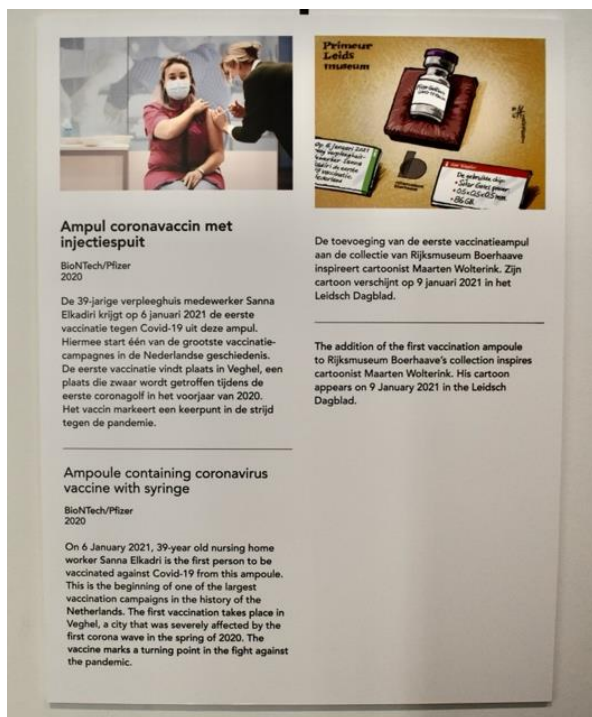 Ampul coronavaccin met
injectiespuit
BioNTech/Pfizer
2020
De 39-jarige verpleeghuis medewerker Sanna
Elkadiri krijgt op 6 januari 2021 de eerste
vaccinatie tegen Covid-19 uit deze ampul.
Hiermee start één van de grootste vaccinatie-
campagnes in de Nederlandse geschiedenis.
De eerste vaccinatie vindt plaats in Veghel, een
plaats die zwaar wordt getroffen tijdens de
eerste coronagolf in het voorjaar van 2020.
Het vaccin markeert een keerpunt in de strijd
tegen de pandemie.
Ampoule containing coronavirus
vaccine with syringe
BioNTech/Pfizer
2020
On 6 January 2021, 39-year old nursing home
worker Sanna Elkadri is the first person to be
vaccinated against Covid-19 from this ampoule.
This is the beginning of one of the largest
vaccination campaigns in the history of the
Netherlands. The first vaccination takes place in
Veghel, a city that was severely affected by the
first corona wave in the spring of 2020. The
vaccine marks a turning point in the fight against
the pandemic.
Primeur
Leids
museum
Op 6 januari 2021
De gebruikte chip:
De toevoeging van de eerste vaccinatieampul
aan de collectie van Rijksmuseum Boerhaave
inspireert cartoonist Maarten Wolterink. Zijn
cartoon verschijnt op 9 januari 2021 in het
Leidsch Dagblad.
The addition of the first vaccination ampoule
to Rijksmuseum Boerhaave's collection inspires
cartoonist Maarten Wolterink. His cartoon
appears on 9 January 2021 in the Leidsch
Dagblad.